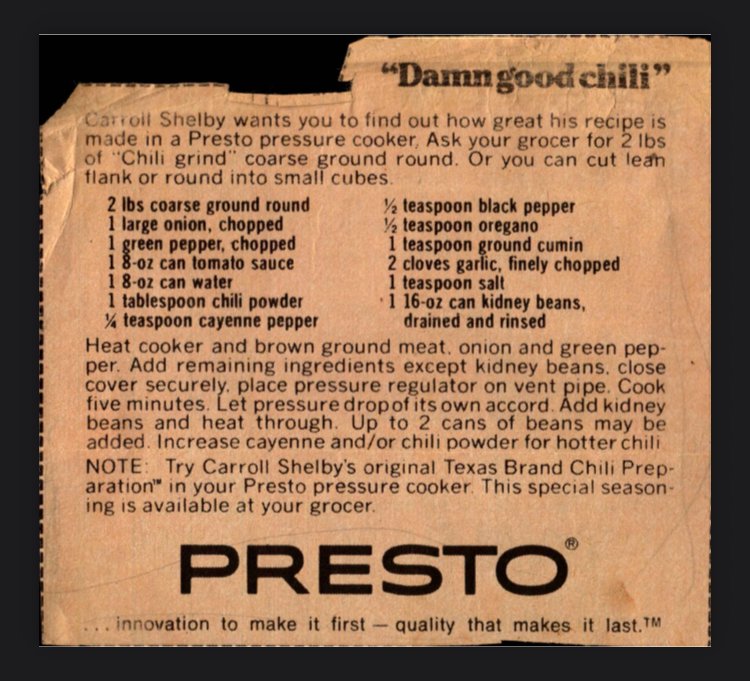 “Damn good chili”
Carroll Shelby wants you to find out how great his recipe is
made in a Presto pressure cooker. Ask your grocer for 2 lbs
of “Chili grind” coarse ground round. Or you can cut lean
flank or round into small cubes.
2 lbs coarse ground round
1 large onion, chopped
1 green pepper, chopped
1 8-oz can tomato sauce
1 8-oz can water
1 tablespoon chili powder
¼ teaspoon cayenne pepper
½ teaspoon black pepper
½ teaspoon oregano
1 teaspoon ground cumin
2 cloves garlic, finely chopped
1 teaspoon salt
1 16-oz can kidney beans,
drained and rinsed
Heat cooker and brown ground meat, onion and green pep-
per. Add remaining ingredients except kidney beans, close
cover securely, place pressure regulator on vent pipe. Cook
five minutes. Let pressure drop of its own accord. Add kidney
beans and heat through. Up to 2 cans of beans may be
added. Increase cayenne and/or chili powder for hotter chili
NOTE: Try Carroll Shelby's original Texas Brand Chili Prep-
aration™ in your Presto pressure cooker. This special season-
ing is available at your grocer.
PRESTO®
...innovation to make it first — quality that makes it last.™